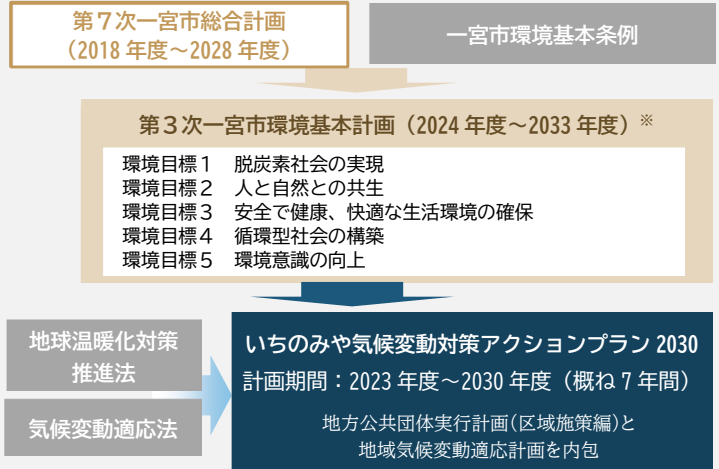 第7次一宮市総合計画
（2018 年度～2028 年度）
一宮市環境基本条例
第3次一宮市環境基本計画（2024 年度～2033 年度）※
環境目標1　脱炭素社会の実現
環境目標2　人と自然との共生
環境目標3　安全で健康、快適な生活環境の確保
環境目標4　循環型社会の構築
環境目標5　環境意識の向上
地球温暖化対策
推進法
気候変動適応法
いちのみや気候変動対策アクションプラン 2030
計画期間：2023 年度～2030 年度（概ね 7 年間）
地方公共団体実行計画(区域施策編)と
地域気候変動適応計画を内包